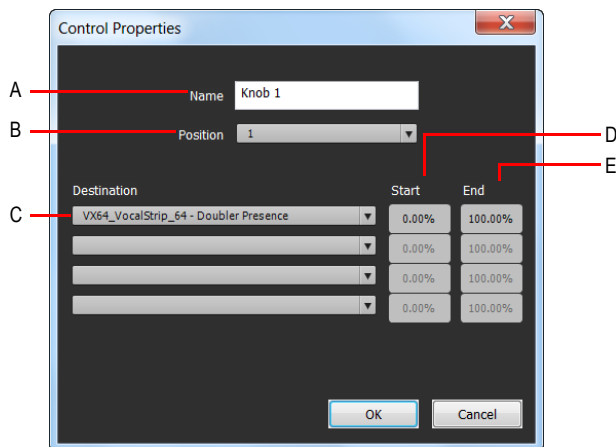 Control Properties
A
Name
Knob 1
B
Position
1
D
E
Destination
Start
End
C
VX64_VocalStrip_64 - Doubler Presence
0.00%
100.00%
0.00%
100.00%
0.00%
100.00%
0.00%
100.00%
OK
Cancel